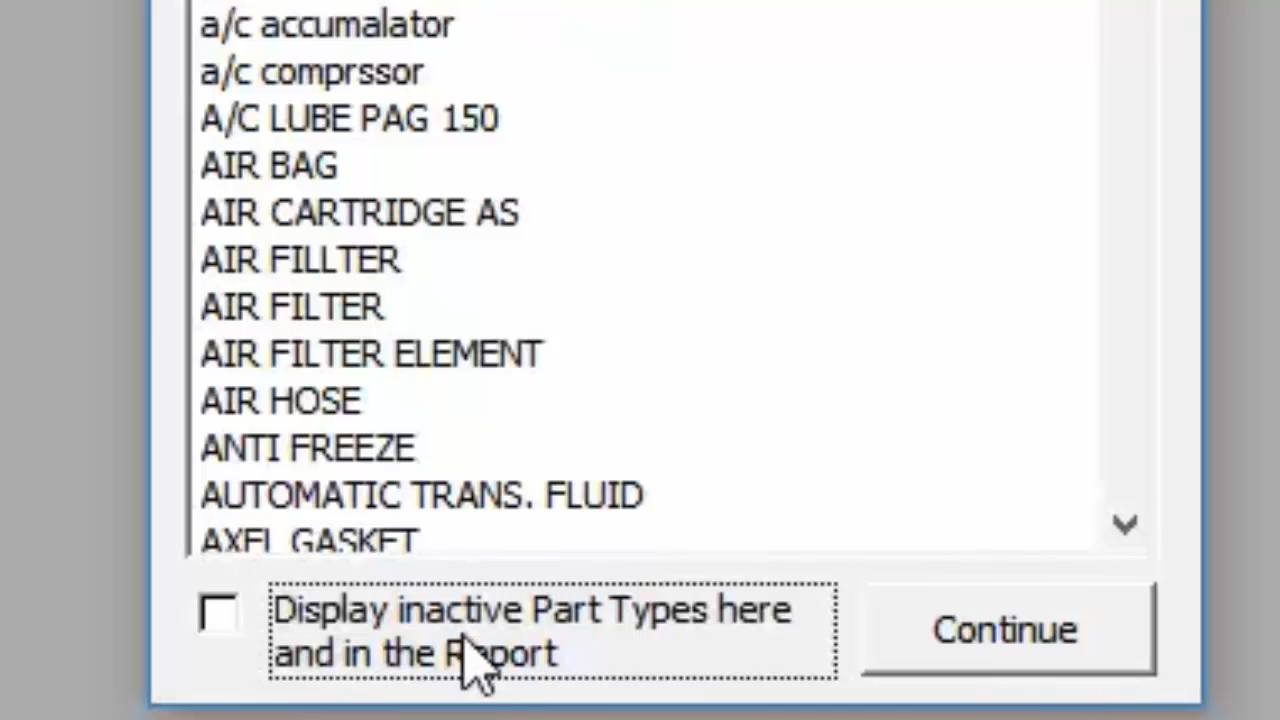 a/c accumalator
a/c comprssor
A/C LUBE PAG 150
AIR BAG
AIR CARTRIDGE AS
AIR FILLTER
AIR FILTER
AIR FILTER ELEMENT
AIR HOSE
ANTI FREEZE
AUTOMATIC TRANS. FLUID
AXEL GASKET
Display inactive Part Types here
and in the Report
Continue